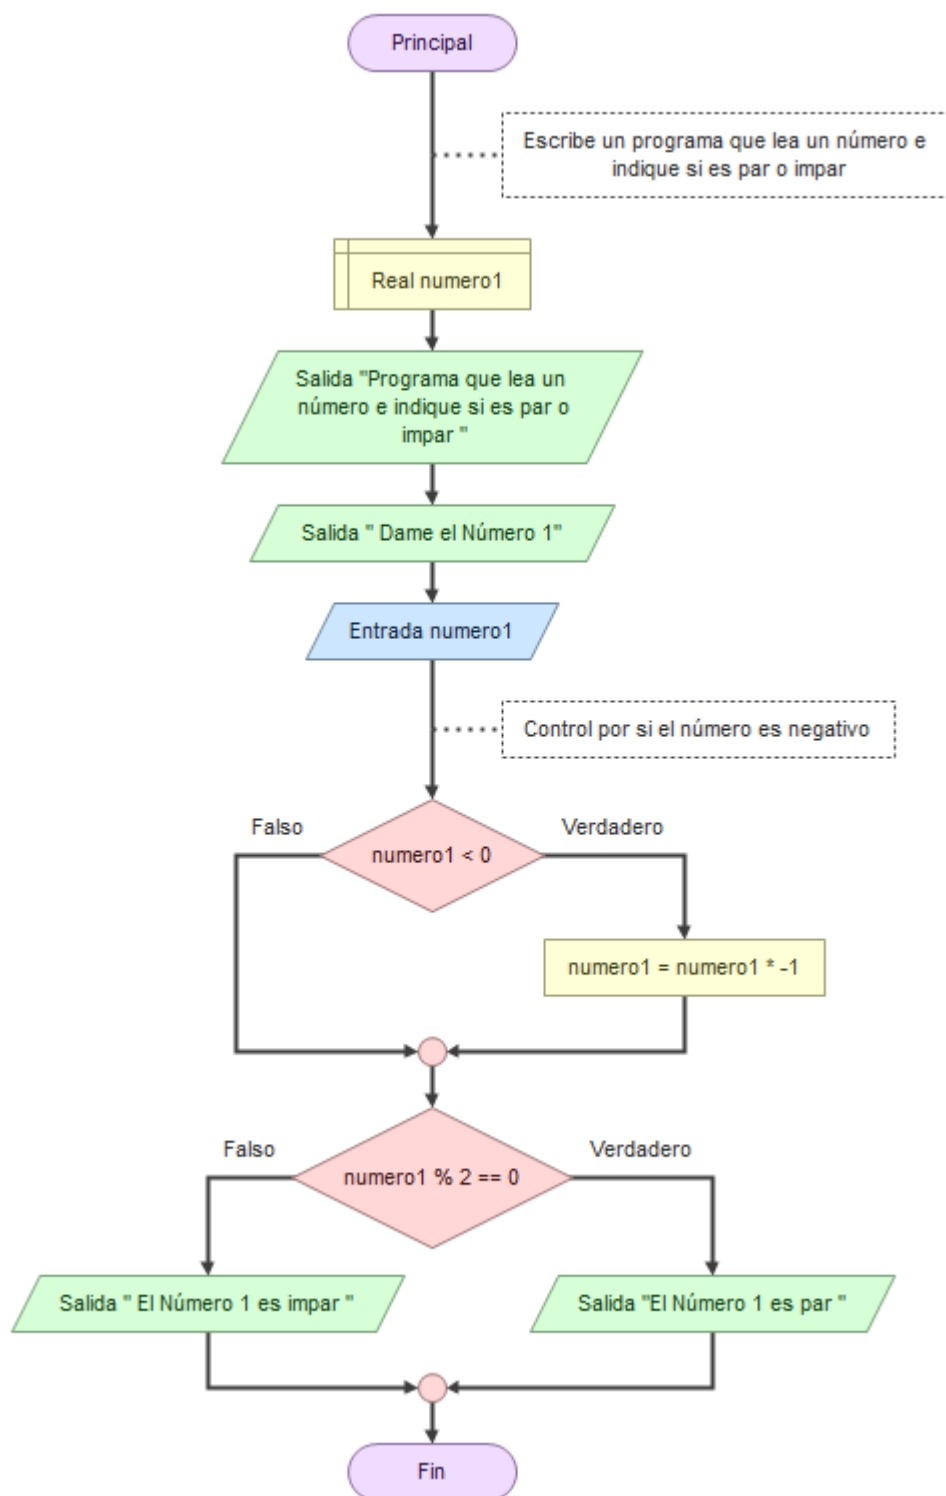 Principal
Escribe un programa que lea un número e
indique si es par o impar
Real numero1
Salida "Programa que lea un
número e indique si es par o
impar "
Salida " Dame el Número 1"
Entrada numero1
Control por si el número es negativo
Falso
Verdadero
numero1 < 0
numero1 = numero1 * -1
Falso
Verdadero
numero1 % 2 == 0
Salida " El Número 1 es impar "
Salida "El Número 1 es par "
Fin